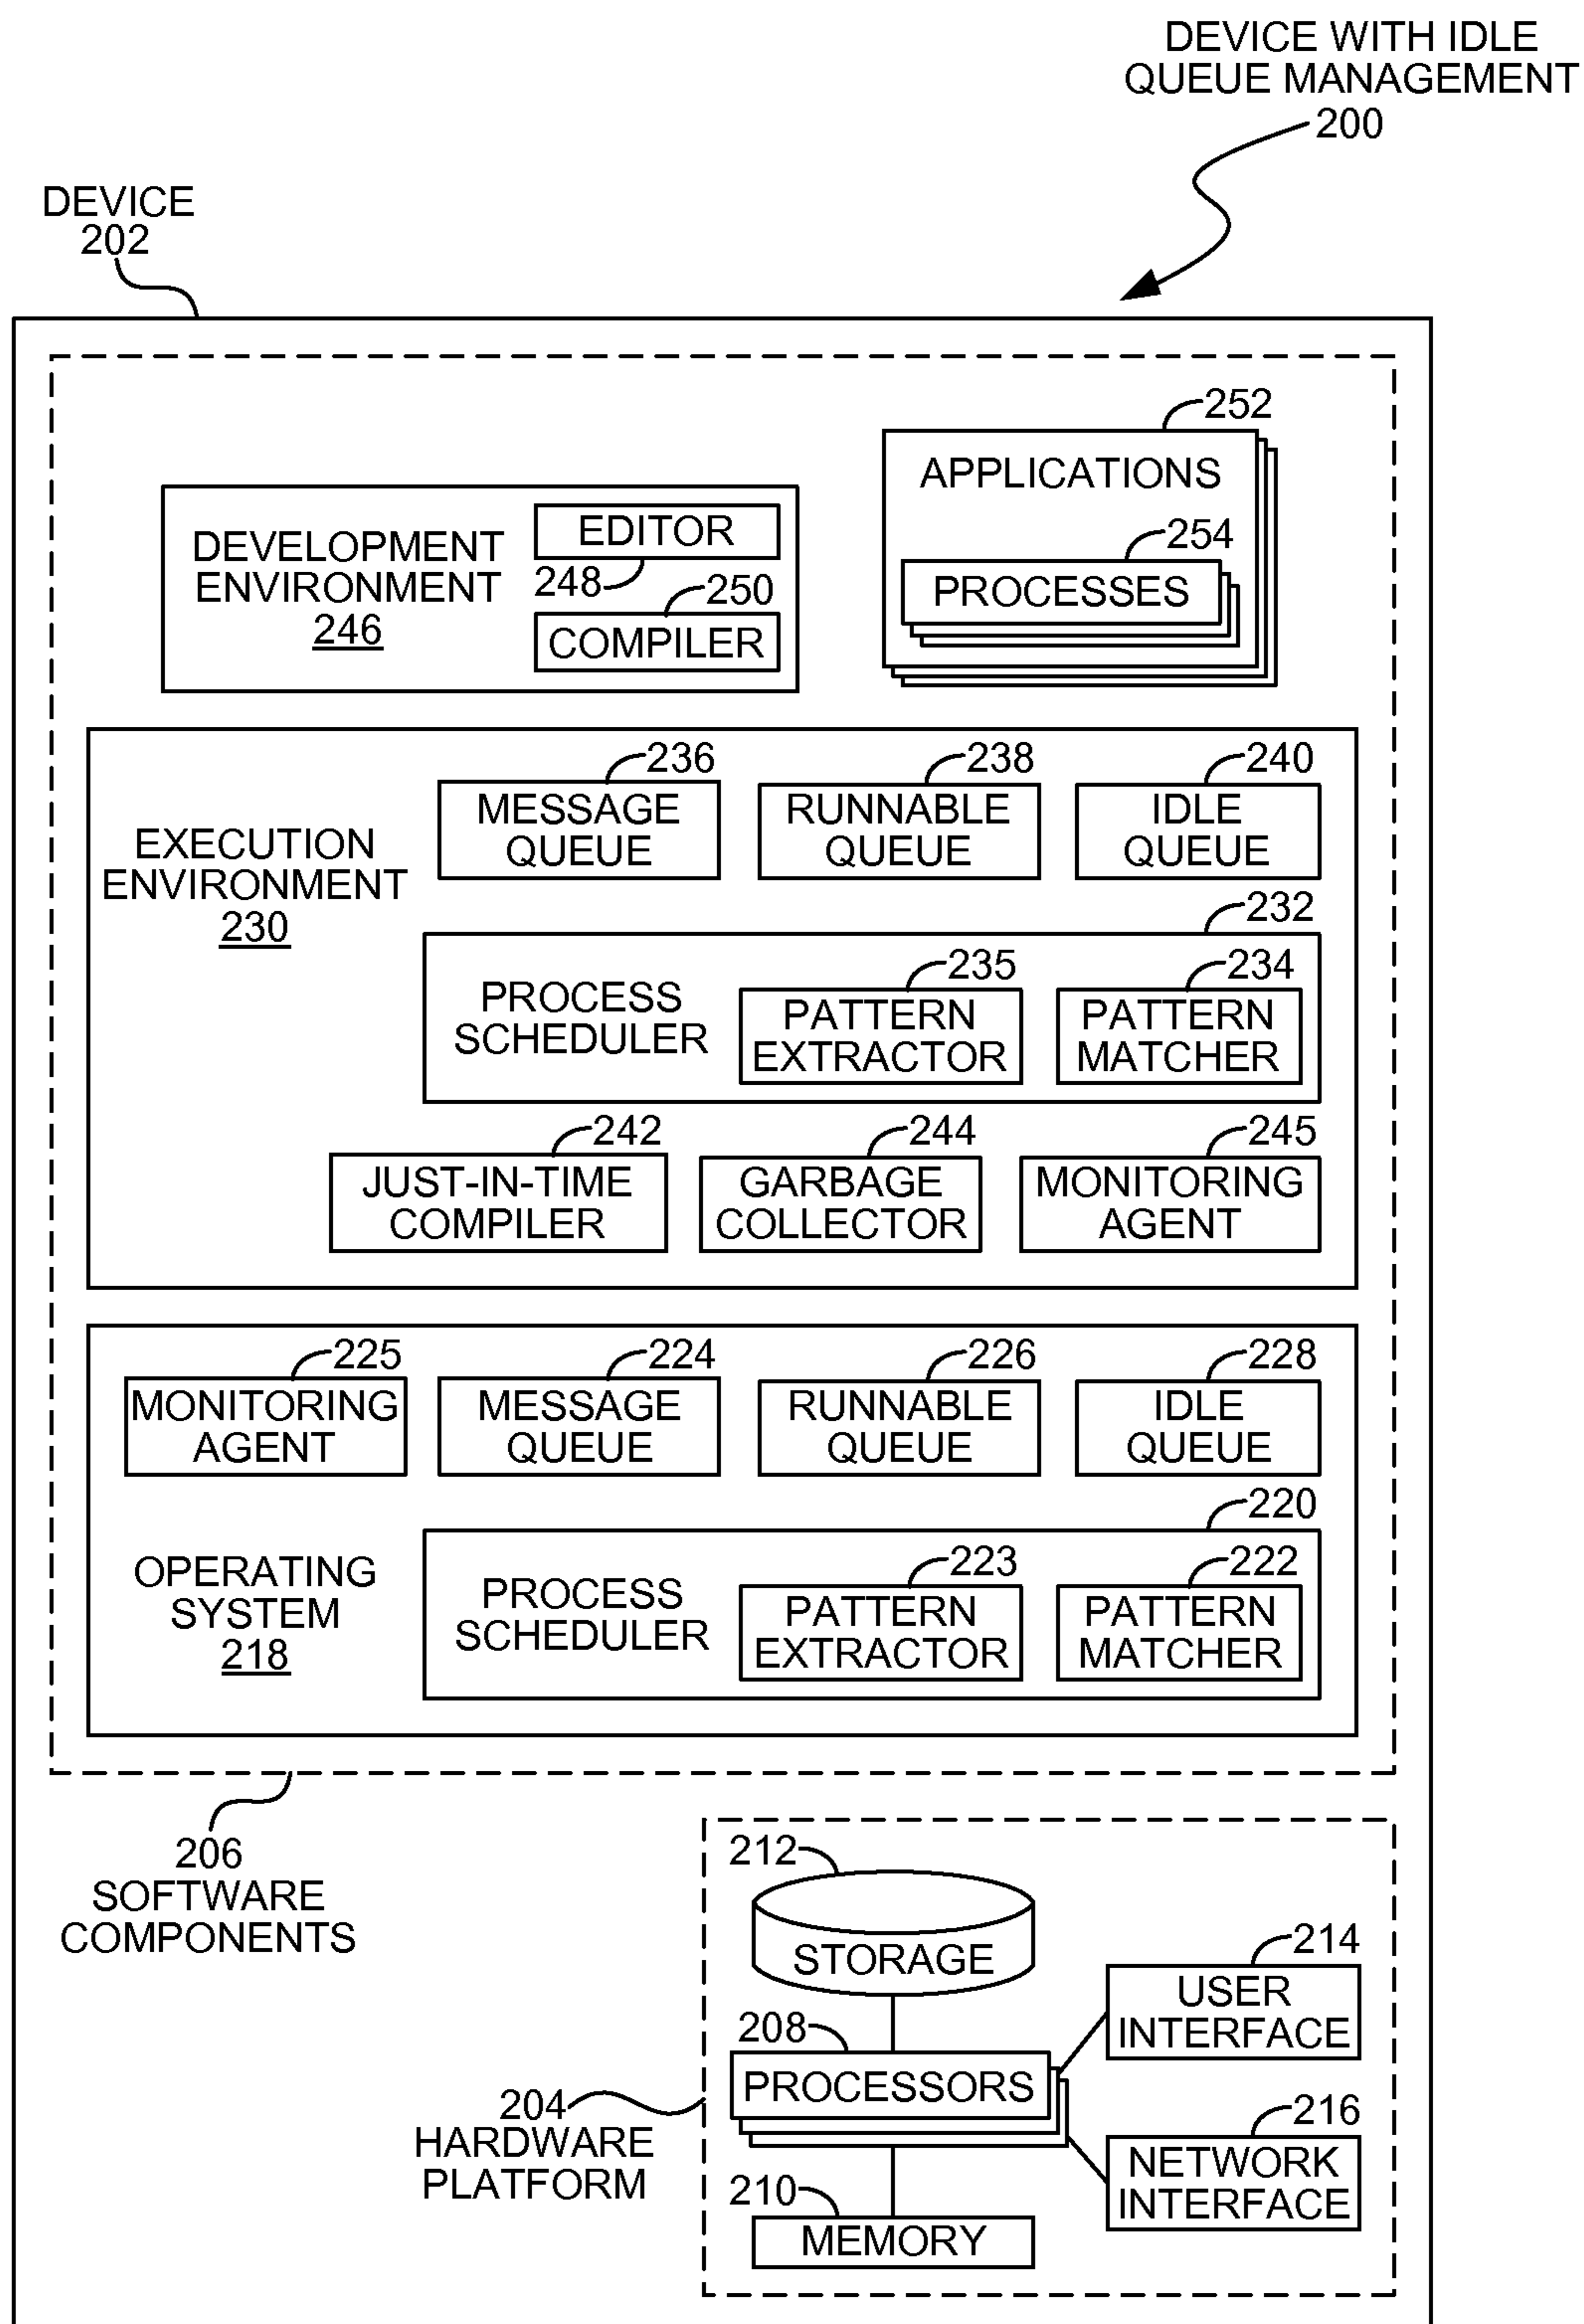 DEVICE WITH IDLE
QUEUE MANAGEMENT
200
DEVICE
202
252
APPLICATIONS
254
PROCESSES
DEVELOPMENT
ENVIRONMENT
246
EDITOR
248
250
COMPILER
EXECUTION
ENVIRONMENT
230
236
MESSAGE
QUEUE
238
RUNNABLE
QUEUE
240
IDLE
QUEUE
232
PROCESS
SCHEDULER
235
PATTERN
EXTRACTOR
234
PATTERN
MATCHER
242
JUST-IN-TIME
COMPILER
244
GARBAGE
COLLECTOR
245
MONITORING
AGENT
225
MONITORING
AGENT
224
MESSAGE
QUEUE
226
RUNNABLE
QUEUE
228
IDLE
QUEUE
OPERATING
SYSTEM
218
220
PROCESS
SCHEDULER
223
PATTERN
EXTRACTOR
222
PATTERN
MATCHER
206
SOFTWARE
COMPONENTS
212
STORAGE
214
USER
INTERFACE
208
PROCESSORS
204
HARDWARE
PLATFORM
216
NETWORK
INTERFACE
210
MEMORY